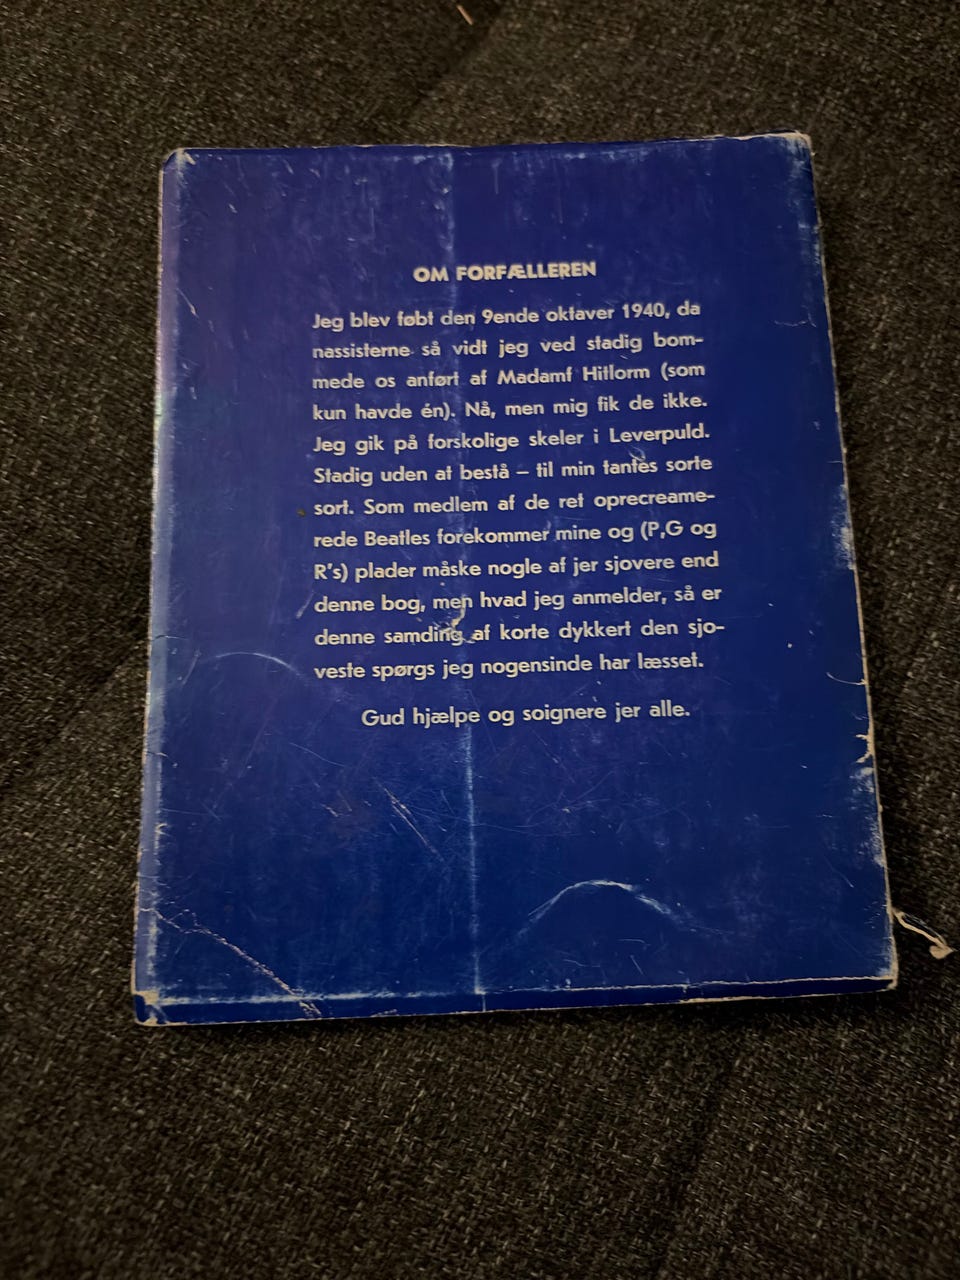 OM FORFÆLLEREN
Jeg blev føbt den 9ende oktaver 1940, da
nassisterne så vidt jeg ved stadig bom-
mede os anført af Madamf Hitlorm (som
kun havde én). Nå, men mig fik de ikke.
Jeg gik på forskolige skeler i Leverpuld.
Stadig uden at bestå – til min tantes sorte
sort. Som medlem af de ret oprecreame-
rede Beatles forekommer mine og (P,G og
R's) plader måske nogle af jer sjovere end
denne bog, men hvad jeg anmelder, så er
denne samding af korte dykkert den sjo-
veste spørgs jeg nogensinde har læsset.
Gud hjælpe og soignere jer alle.